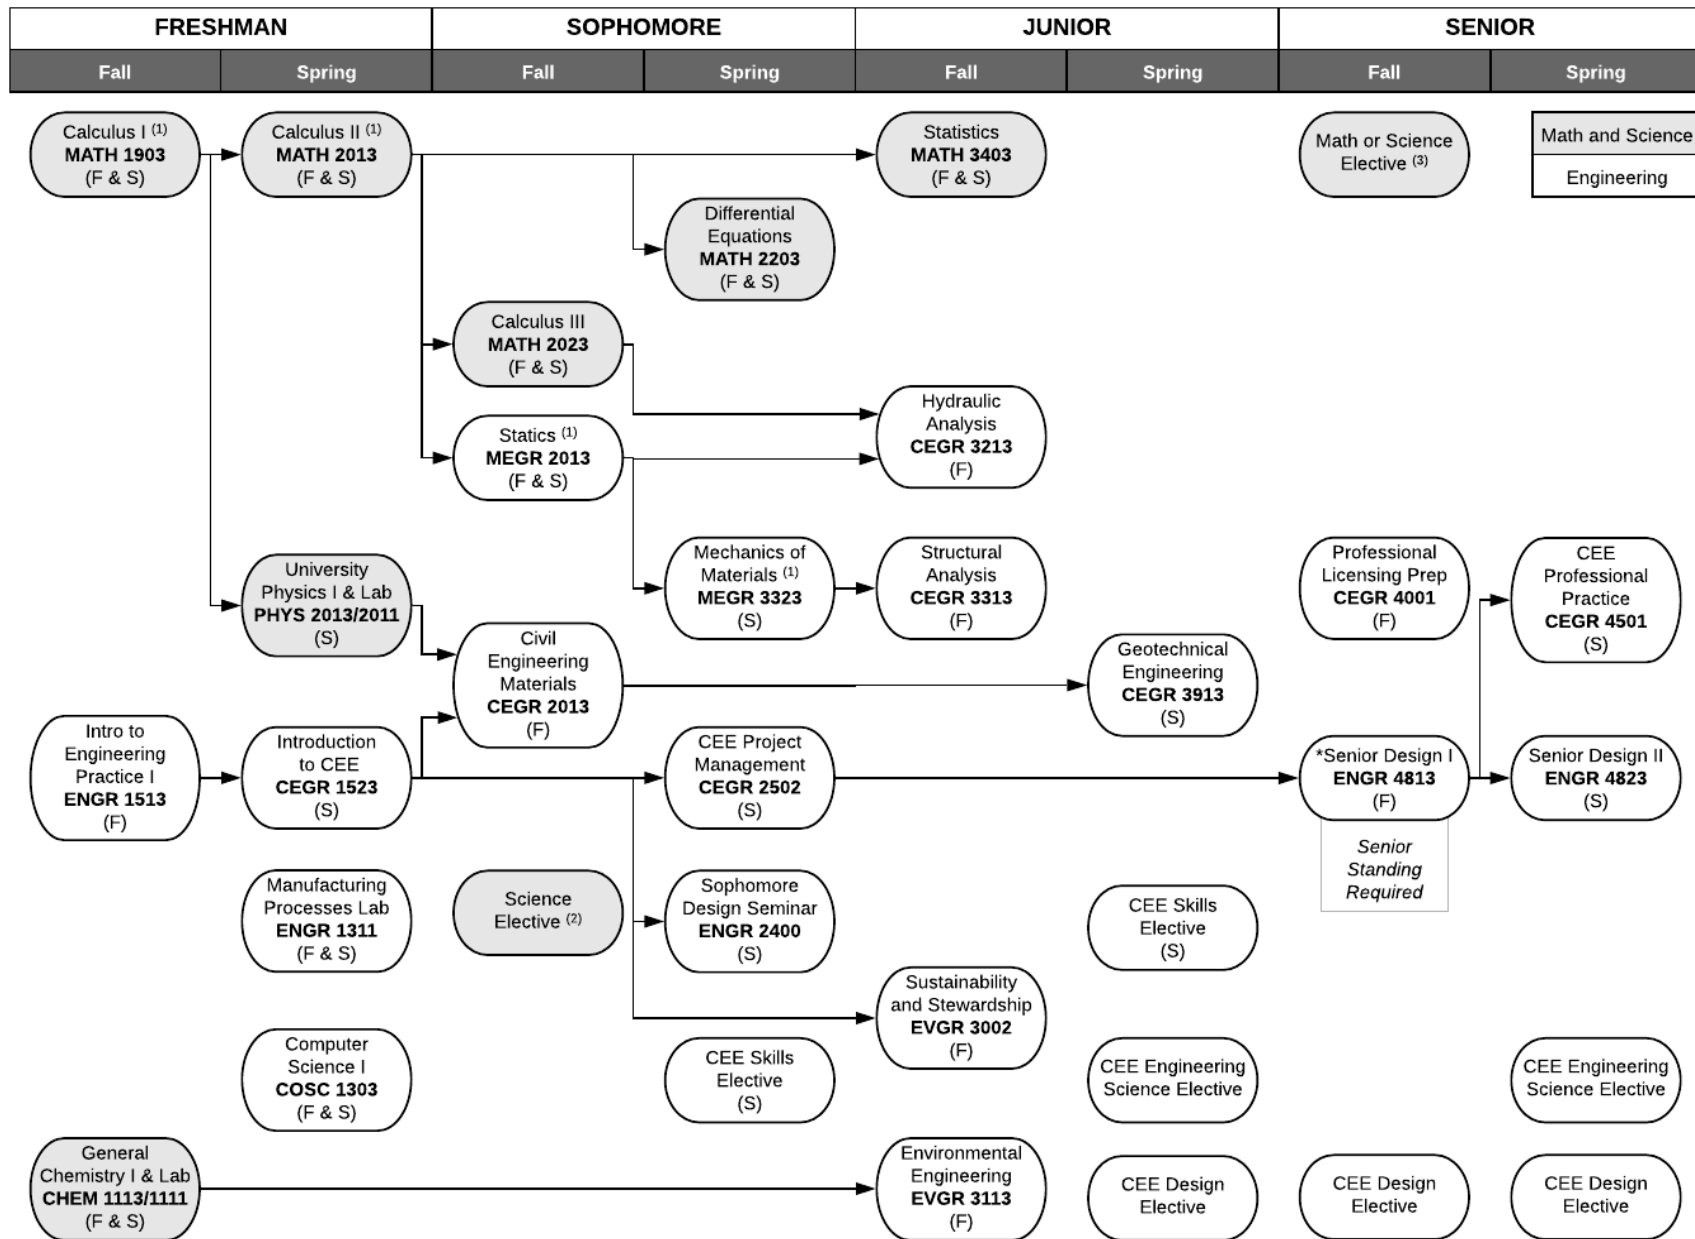 FRESHMAN
SOPHOMORE
JUNIOR
SENIOR
Fall
Spring
Fall
Spring
Fall
Spring
Fall
Spring
Calculus I (1)
MATH 1903
(F & S)
Calculus II (1)
MATH 2013
(F & S)
Statistics
MATH 3403
(F & S)
Math or Science
Elective (3)
Math and Science
Engineering
Differential
Equations
MATH 2203
(F & S)
Calculus III
MATH 2023
(F & S)
Hydraulic
Analysis
CEGR 3213
(F)
Statics (1)
MEGR 2013
(F & S)
University
Physics I & Lab
PHYS 2013/2011
(S)
Mechanics of
Materials (1)
MEGR 3323
(S)
Structural
Analysis
CEGR 3313
(F)
Professional
Licensing Prep
CEGR 4001
(F)
CEE
Professional
Practice
CEGR 4501
(S)
Civil
Engineering
Materials
CEGR 2013
(F)
Geotechnical
Engineering
CEGR 3913
(S)
Intro to
Engineering
Practice I
ENGR 1513
(F)
Introduction
to CEE
CEGR 1523
(S)
CEE Project
Management
CEGR 2502
(S)
*Senior Design I
ENGR 4813
(F)
Senior
Standing
Required
Senior Design II
ENGR 4823
(S)
Manufacturing
Processes Lab
ENGR 1311
(F & S)
Science
Elective (2)
Sophomore
Design Seminar
ENGR 2400
(S)
CEE Skills
Elective
(S)
Sustainability
and Stewardship
EVGR 3002
(F)
Computer
Science I
COSC 1303
(F & S)
CEE Skills
Elective
(S)
CEE Engineering
Science Elective
CEE Engineering
Science Elective
General
Chemistry I & Lab
CHEM 1113/1111
(F & S)
Environmental
Engineering
EVGR 3113
(F)
CEE Design
Elective
CEE Design
Elective
CEE Design
Elective